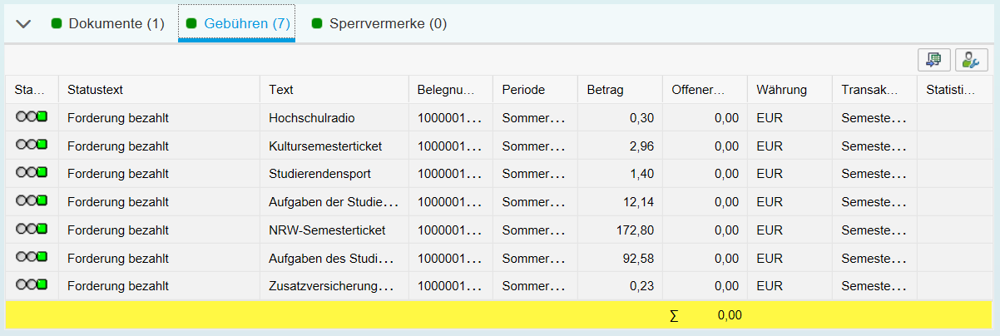 Dokumente (1) Gebühren (7) Sperrvermerke (0)
Sta... Statustext Text Belegnu... Periode Betrag Offener... Währung Transak... Statisti...
Forderung bezahlt Hochschulradio 1000001... Sommer... 0,30 0,00 EUR Semeste...
Forderung bezahlt Kultursemesterticket 1000001... Sommer... 2,96 0,00 EUR Semeste...
Forderung bezahlt Studierendensport 1000001... Sommer... 1,40 0,00 EUR Semeste...
Forderung bezahlt Aufgaben der Studie... 1000001... Sommer... 12,14 0,00 EUR Semeste...
Forderung bezahlt NRW-Semesterticket 1000001... Sommer... 172,80 0,00 EUR Semeste...
Forderung bezahlt Aufgaben des Studi... 1000001... Sommer... 92,58 0,00 EUR Semeste...
Forderung bezahlt Zusatzversicherung... 1000001... Sommer... 0,23 0,00 EUR Semeste...
∑ 0,00